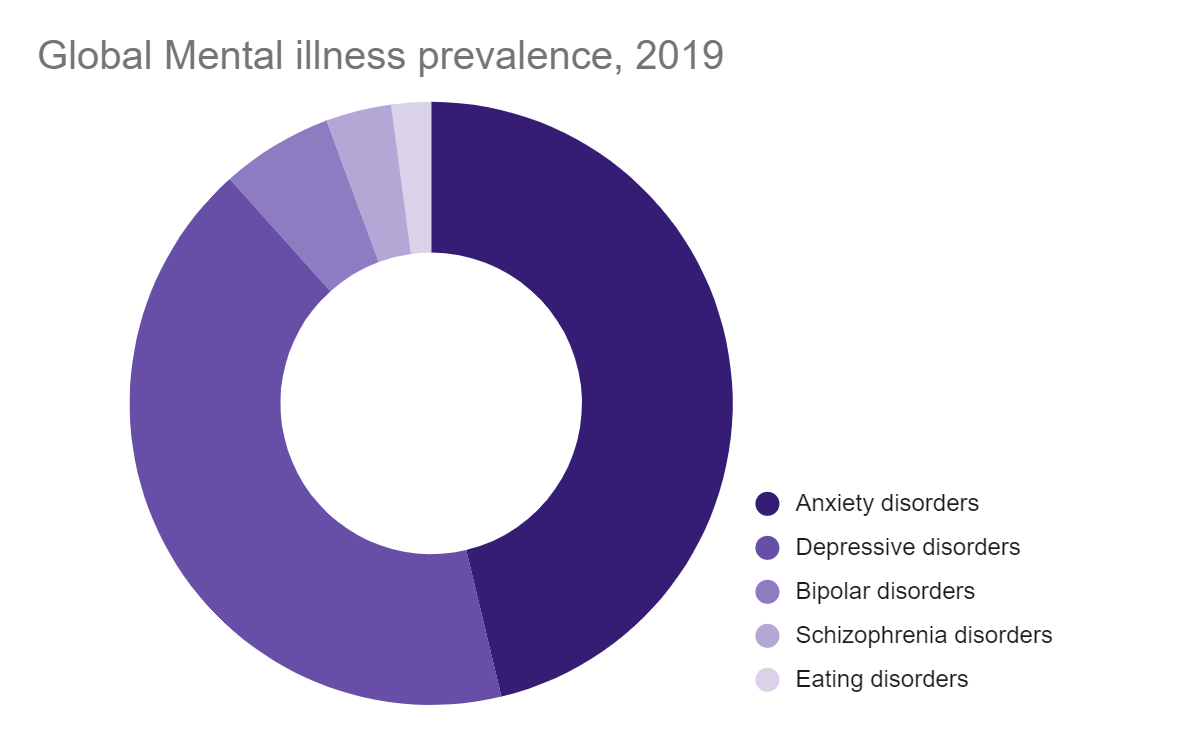 Global Mental illness prevalence, 2019
Anxiety disorders
Depressive disorders
Bipolar disorders
Schizophrenia disorders
Eating disorders